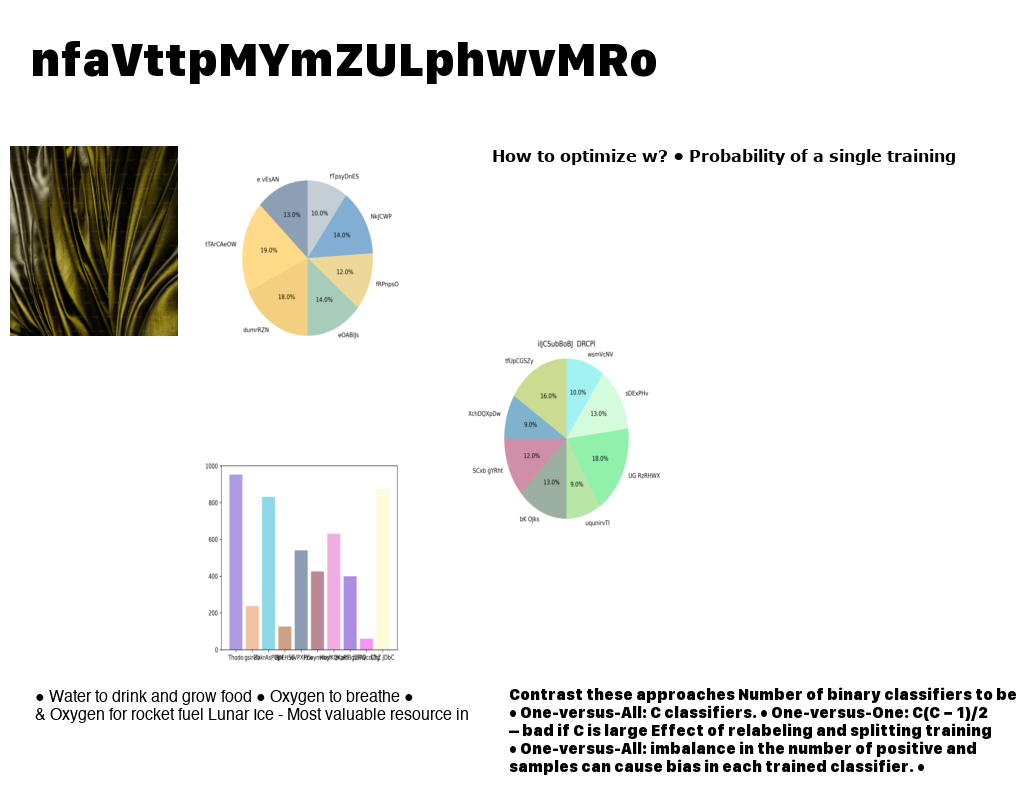 nfaVttpMYmZULphwvMRo
How to optimize w? ● Probability of a single training
e vEsAN
fTpsyDnES
NkJCWP
13.0%
10.0%
14.0%
tTArCAeOW
19.0%
12.0%
fRPnpsO
18.0%
14.0%
dumrRZN
eOABIJs
iIJCSubBoBJ DRCPl
wsmVcNV
tfUpCGSZy
16.0%
10.0%
sDExPHv
13.0%
XchDQXpDw
9.0%
18.0%
12.0%
SCxb gYRht
UG RzRHWX
13.0%
9.0%
bK OJks
uqunirvTl
1000
800
600
400
200
0
Thodo
● Water to drink and grow food ● Oxygen to breathe ●
& Oxygen for rocket fuel Lunar Ice - Most valuable resource in
Contrast these approaches Number of binary classifiers to be
● One-versus-All: C classifiers. ● One-versus-One: C(C – 1)/2
– bad if C is large Effect of relabeling and splitting training
● One-versus-All: imbalance in the number of positive and
samples can cause bias in each trained classifier. ●